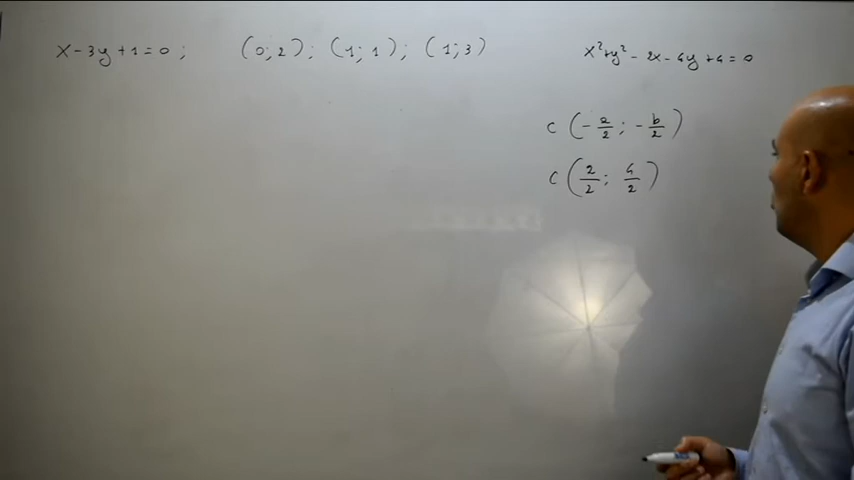 x - 3y + 1 = 0 ; (0; 2) ; (1; 1) ; (1; 3) x² + y² - 2x - 4y + 4 = 0
C (-a/2 ; -b/2)
C (2/2 ; 4/2)